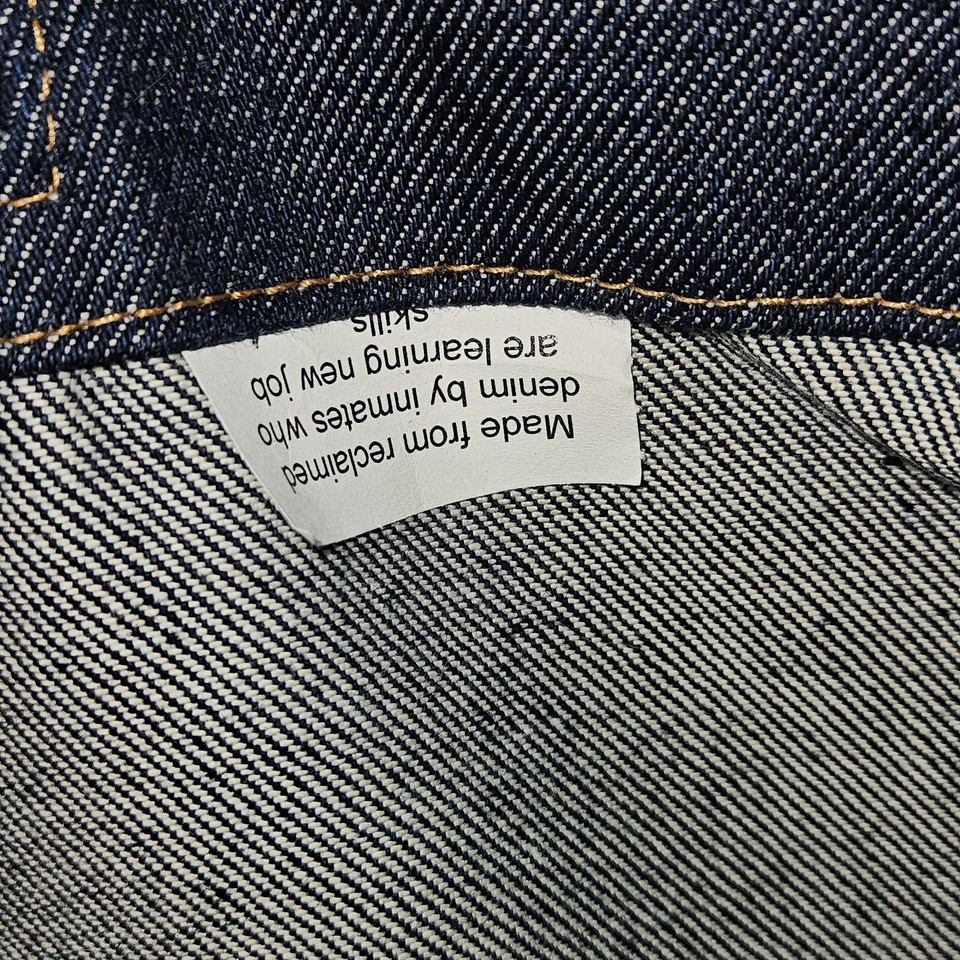 Made from reclaimed
denim by inmates who
are learning new job
skills